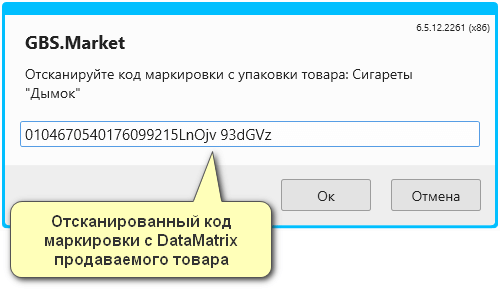 6.5.12.2261 (x86)
GBS.Market
Отсканируйте код маркировки с упаковки товара: Сигареты
"Дымок"
0104670540176099215LnOjv 93dGVz
Ок
Отмена
Отсканированный код
маркировки с DataMatrix
продаваемого товара